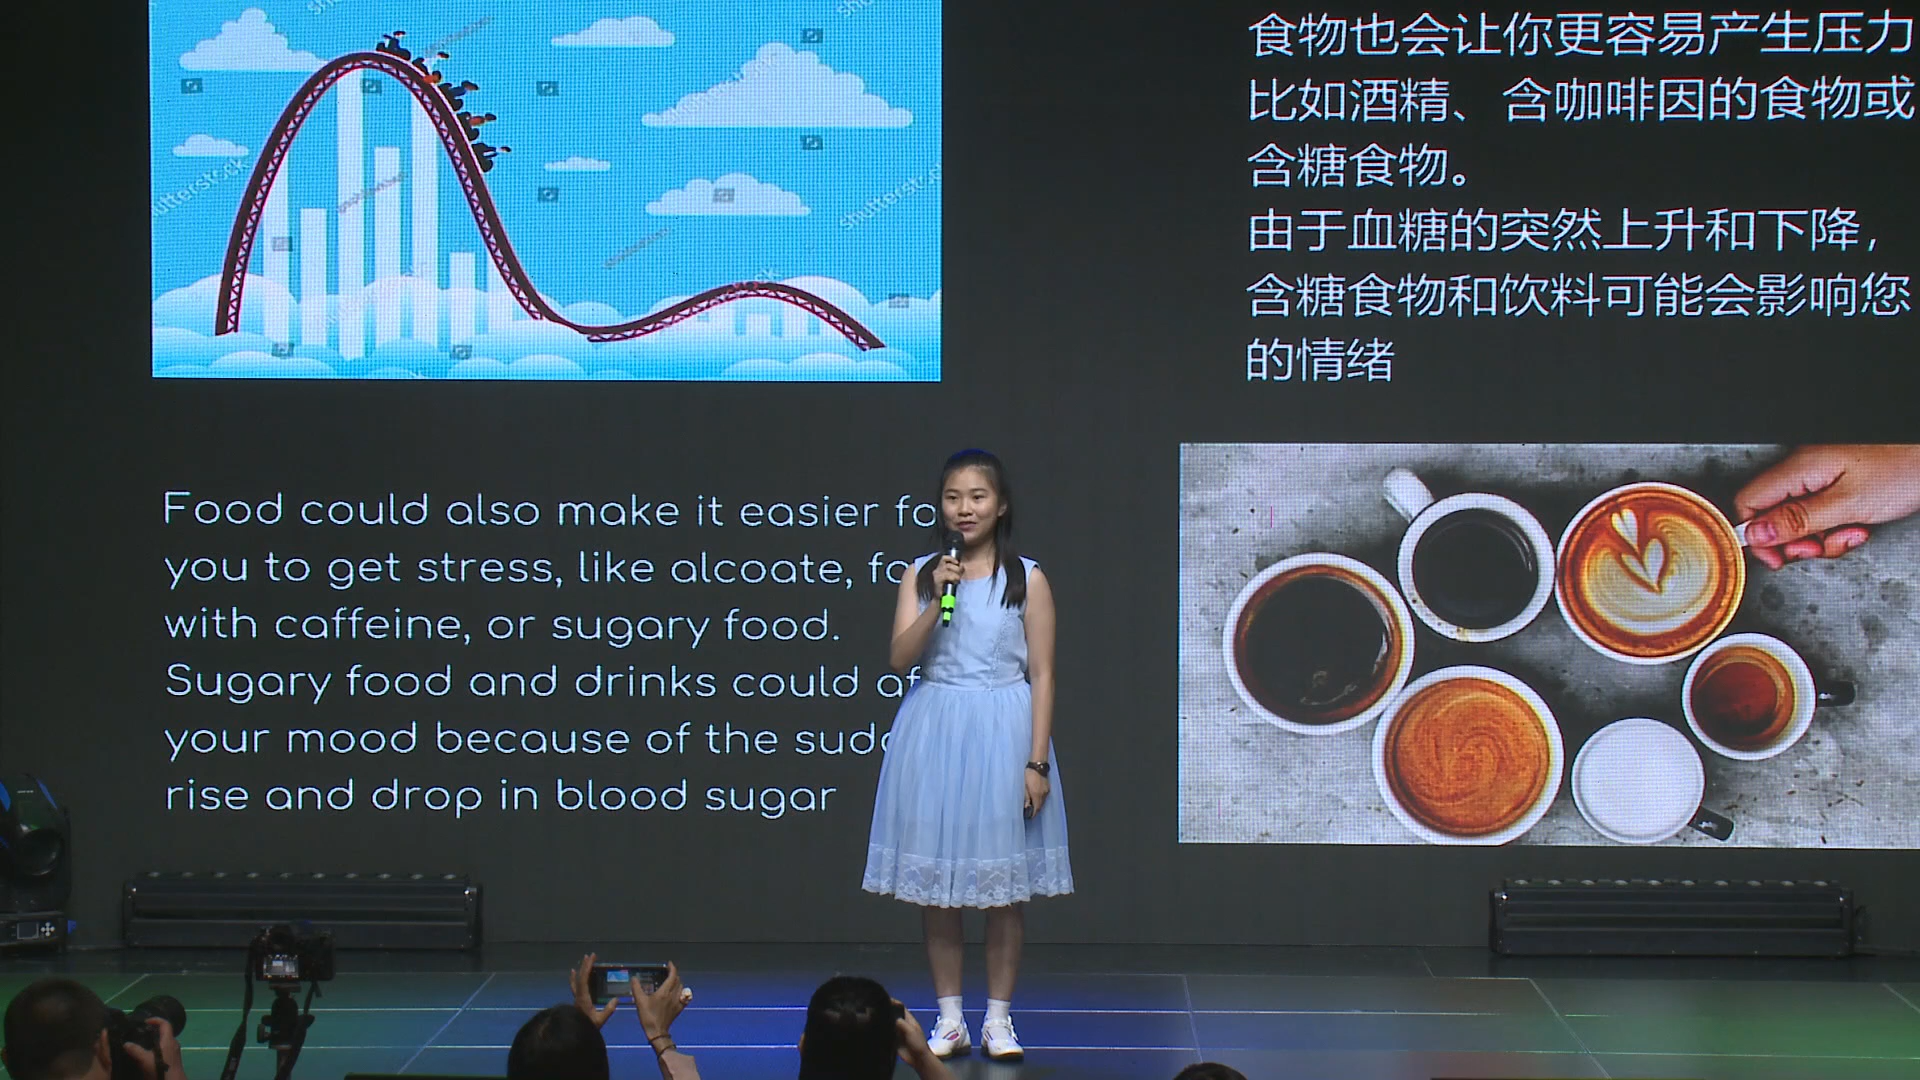 食物也会让你更容易产生压力
比如酒精、含咖啡因的食物或
含糖食物。
由于血糖的突然上升和下降，
含糖食物和饮料可能会影响您
的情绪
Food could also make it easier
you to get stress, like alcoate,
with caffeine, or sugary food.
Sugary food and drinks could
your mood because of the
rise and drop in blood sugar
shutterstock